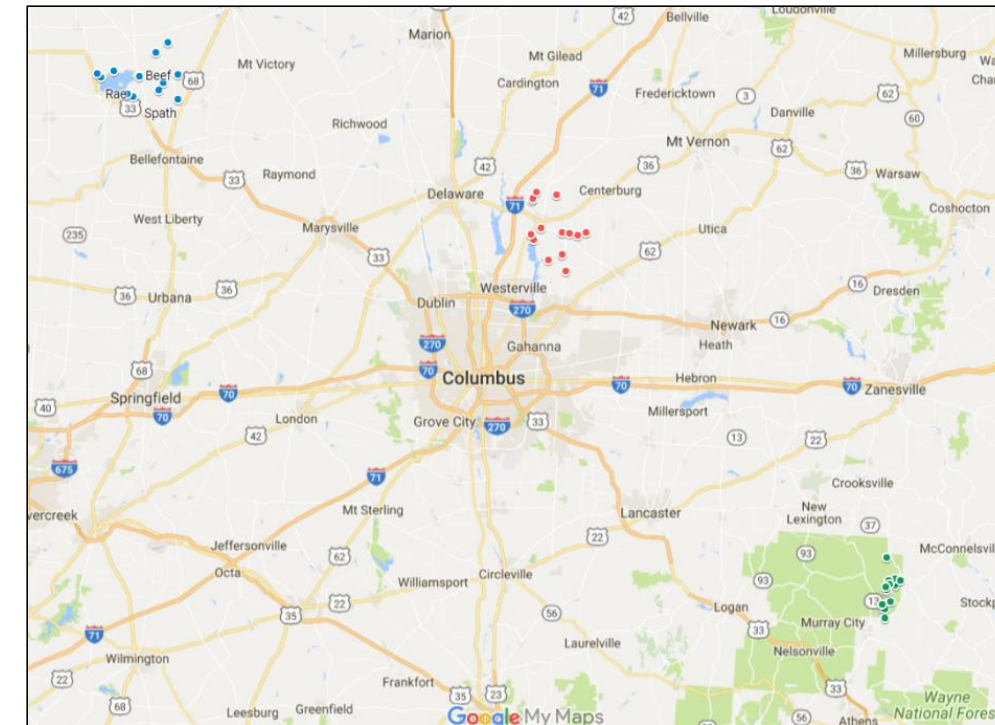 Loudonville
42
Bellville
Marion
Mt Gilead
Millersburg
Mt Victory
Beef
68
Cardington
71
Fredericktown
3
62
Rae
33
Spath
Danville
60
Richwood
Mt Vernon
62
Bellefontaine
42
36
36
Warsaw
33
Raymond
Delaware
71
Centerburg
Coshocton
West Liberty
Marysville
Utica
235
62
33
Westerville
16
Dresden
36
Urbana
36
Dublin
270
16
Newark
270
Gahanna
Heath
68
70
Columbus
Hebron
Springfield
70
70
70
Zanesville
40
70
London
Grove City
270
33
Millersport
42
13
22
675
71
Crooksville
vercreek
Mt Sterling
Lancaster
New
Lexington
37
22
Jeffersonville
62
93
McConnelsvil
Octa
Williamsport
Circleville
93
22
13
Stockp
35
56
Logan
Murray City
71
33
Laurelville
Nelsonville
Wilmington
22
Frankfort
35
23
33
Wayne
National Fores
68
Leesburg
Greenfield
Google My Maps
56
Athens